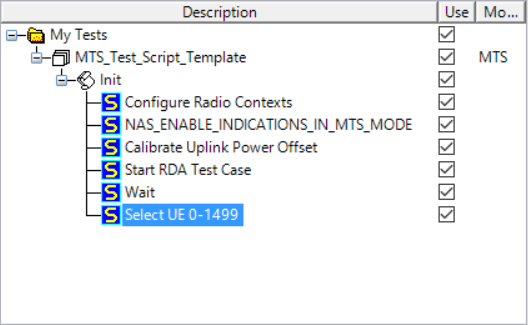 Description Use Mo...
My Tests
MTS_Test_Script_Template MTS
Init
S Configure Radio Contexts
S NAS_ENABLE_INDICATIONS_IN_MTS_MODE
S Calibrate Uplink Power Offset
S Start RDA Test Case
S Wait
S Select UE 0-1499